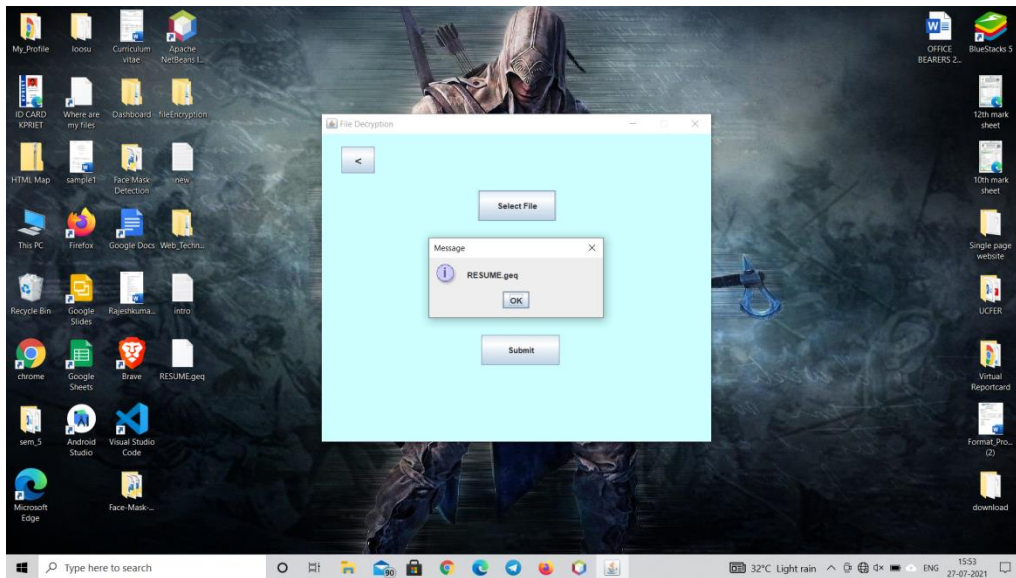 My_Profile
loosu
Curriculum
vitae
Apache
NetBeans I...
OFFICE
BEARERS 2...
BlueStacks 5
ID CARD
KPRIET
Where are
my files
Dashboard
fileEncryption
12th mark
sheet
HTML Map
sample1
Face Mask
Detection
new
10th mark
sheet
This PC
Firefox
Google Docs
Web_Techn...
Single page
website
Recycle Bin
Google
Slides
Rajeshkuma...
intro
UCFER
chrome
Google
Sheets
Brave
RESUME.geq
Virtual
Reportcard
sem_5
Android
Studio
Visual Studio
Code
Format_Pro...
(2)
Microsoft
Edge
Face-Mask-...
download
File Decryption
<
Select File
Message
RESUME.geq
OK
Submit
Type here to search
90
32°C Light rain
ENG
15:53
27-07-2021